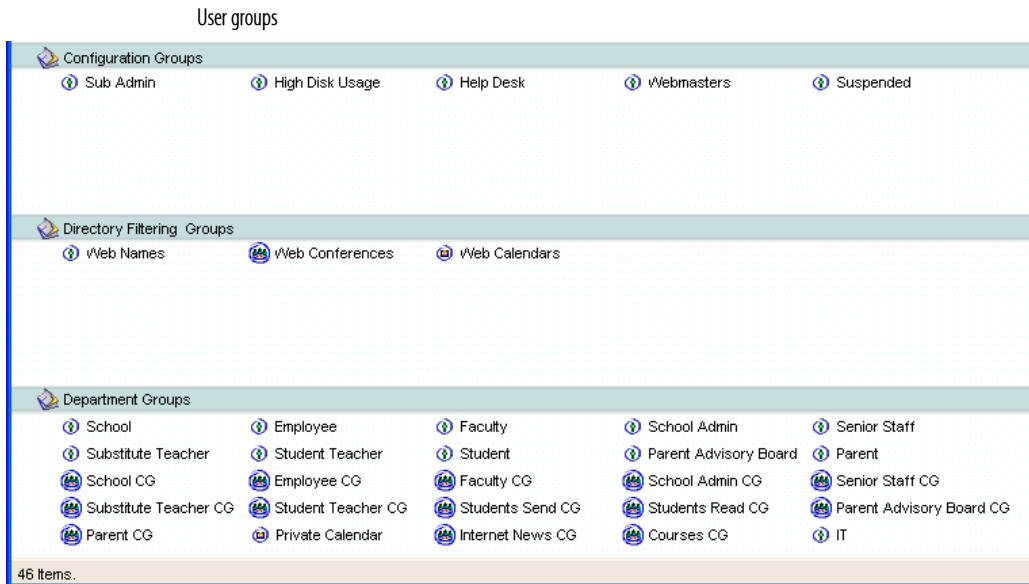 User groups
Configuration Groups
Sub Admin High Disk Usage Help Desk Webmasters Suspended
Directory Filtering Groups
Web Names Web Conferences Web Calendars
Department Groups
School Employee Faculty School Admin Senior Staff
Substitute Teacher Student Teacher Student Parent Advisory Board Parent
School CG Employee CG Faculty CG School Admin CG Senior Staff CG
Substitute Teacher CG Student Teacher CG Students Send CG Students Read CG Parent Advisory Board CG
Parent CG Private Calendar Internet News CG Courses CG IT
46 Items.